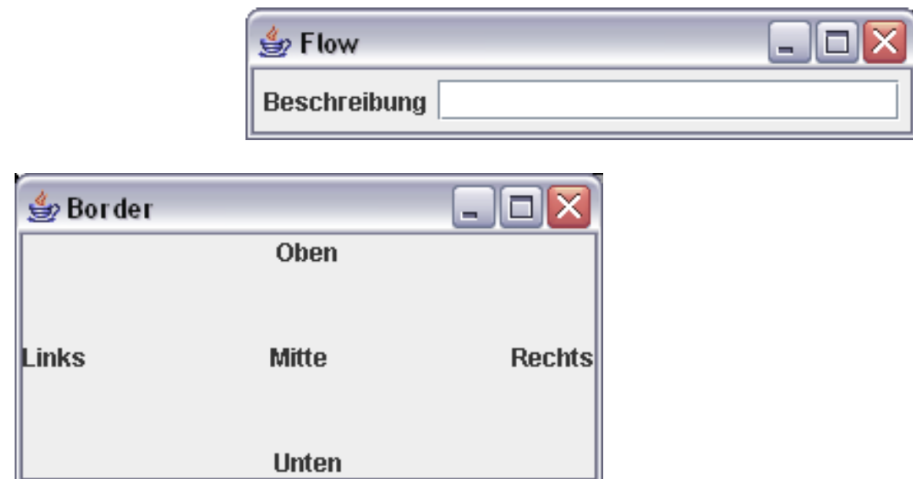 Flow
Beschreibung
Border
Oben
Links Mitte Rechts
Unten